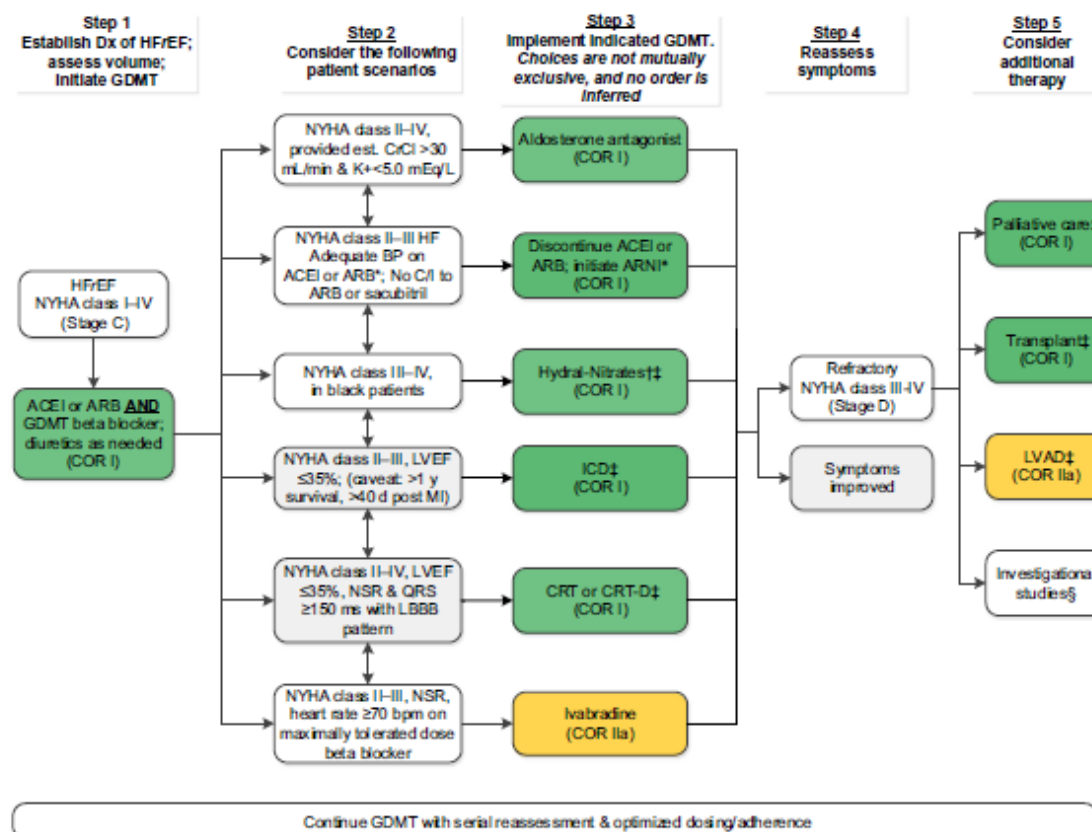 Step 1
Establish Dx of HFrEF;
assess volume;
initiate GDMT
Step 2
Consider the following
patient scenarios
Step 3
Implement Indicated GDMT.
Choices are not mutually
exclusive, and no order is
inferred
Step 4
Reassess
symptoms
Step 5
Consider
additional
therapy
HFrEF
NYHA class I–IV
(Stage C)
ACEI or ARB AND
GDMT beta blocker;
diuretics as needed
(COR I)
NYHA class II–IV,
provided est. CrCl >30
mL/min & K+<5.0 mEq/L
NYHA class II–III HF
Adequate BP on
ACEI or ARB*; No C/I to
ARB or sacubitril
NYHA class III–IV,
in black patients
NYHA class II–III, LVEF
≤35%; (caveat: >1 y
survival, >40 d post MI)
NYHA class II–IV, LVEF
≤35%, NSR & QRS
≥150 ms with LBBB
pattern
NYHA class II–III, NSR,
heart rate ≥70 bpm on
maximally tolerated dose
beta blocker
Aldosterone antagonist
(COR I)
Discontinue ACEI or
ARB; initiate ARNI*
(COR I)
Hydral-Nitrates†‡
(COR I)
ICD‡
(COR I)
CRT or CRT-D‡
(COR I)
Ivabradine
(COR IIa)
Refractory
NYHA class III-IV
(Stage D)
Symptoms
improved
Palliative care
(COR I)
Transplant‡
(COR I)
LVAD‡
(COR IIa)
Investigationa
studies§
Continue GDMT with serial reassessment & optimized dosing/adherence